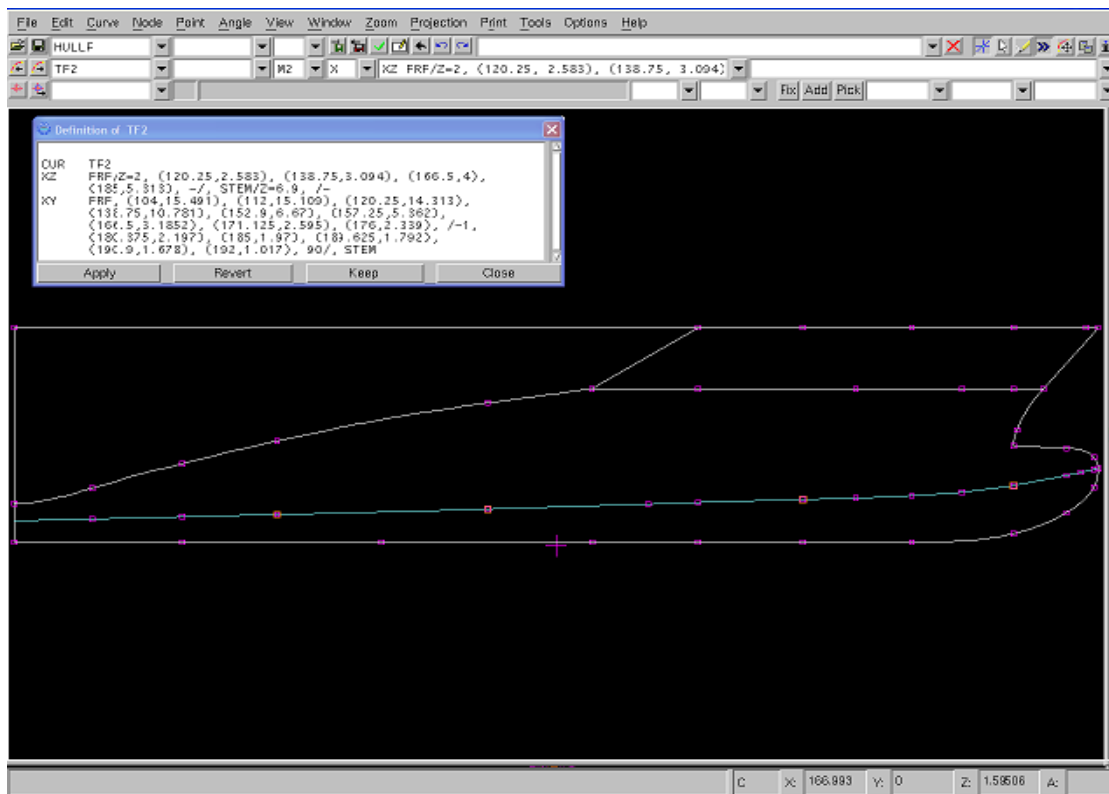 File Edit Curve Node Point Angle View Window Zoom Projection Print Tools Options Help
HULLF
TF2 M2 X XZ FRF/Z=2, (120.25, 2.583), (138.75, 3.094)
Fix Add Pick
Definition of TF2
CUR TF2
XZ FRF/Z=2, (120.25,2.583), (138.75,3.094), (166.5,4),
(185,5.313), -/, STEM/Z=6.9, /-
XY FRF, (104,15.491), (112,15.109), (120.25,14.313),
(138.75,10.781), (152.9,6.67), (157.25,5.362),
(166.5,3.1852), (171.125,2.595), (176,2.339), /-1,
(180.375,2.197), (185,1.97), (189.625,1.792),
(190.9,1.678), (192,1.017), 90/, STEM
Apply Revert Keep Close
C X: 166.993 Y: 0 Z: 1.59506 A: